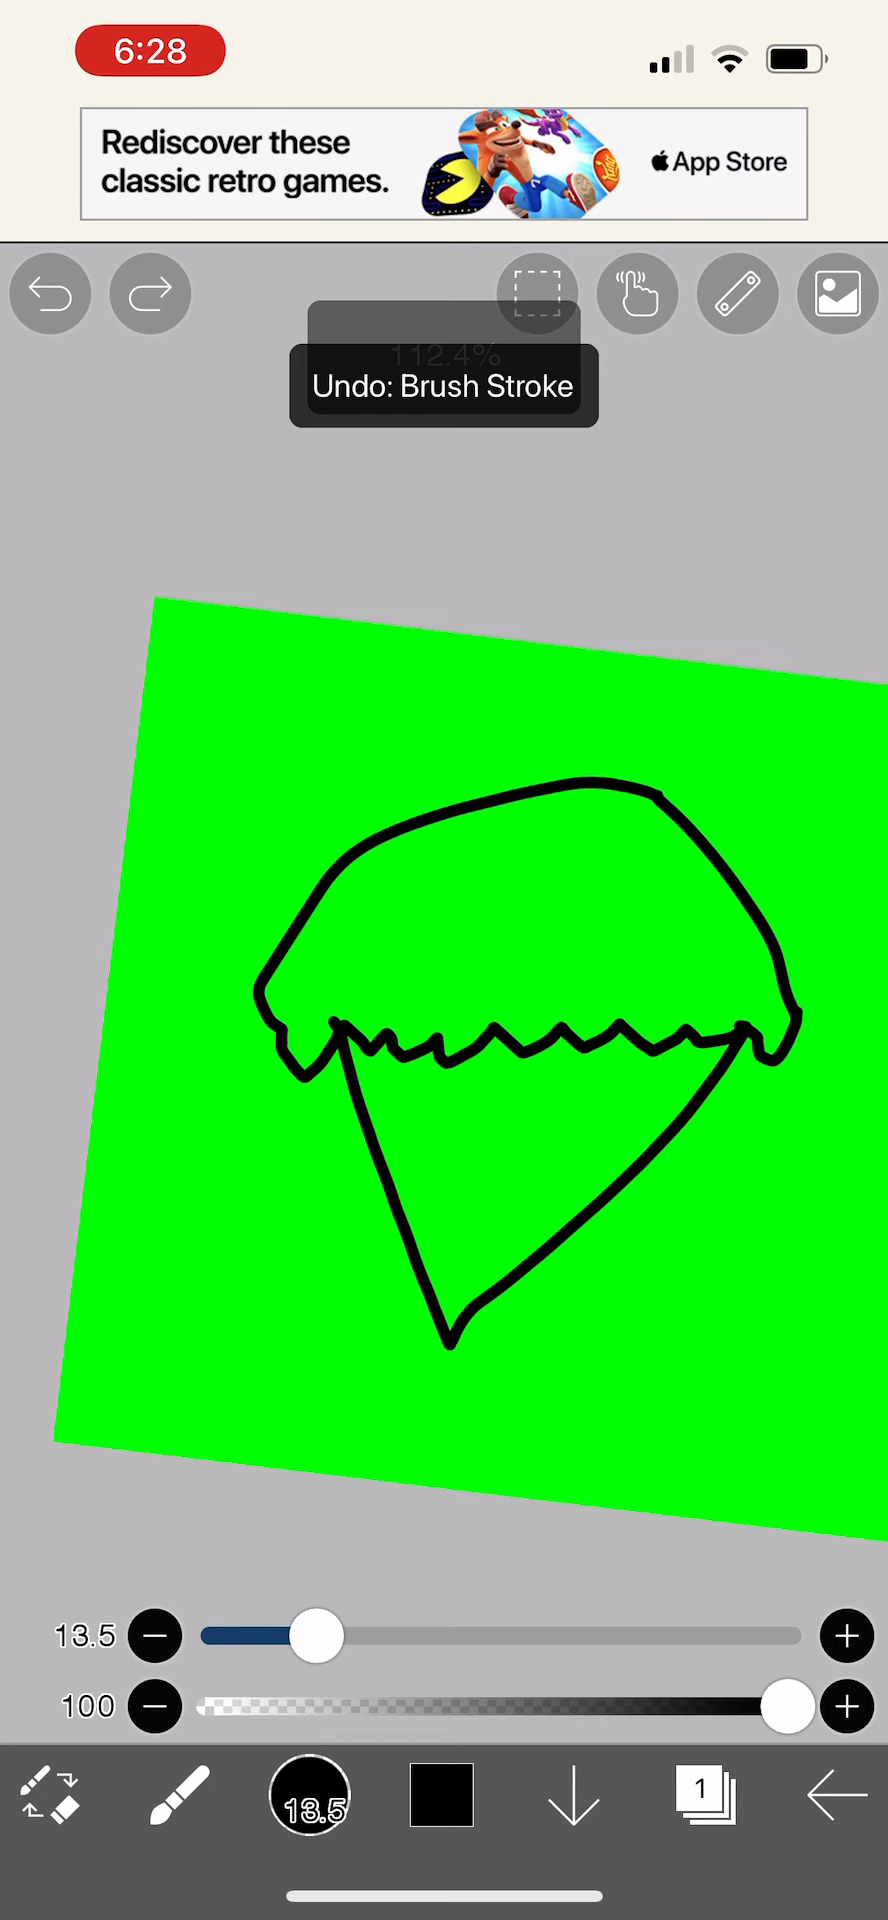 6:28
Rediscover these
classic retro games.
App Store
112.4%
Undo: Brush Stroke
13.5
100
13.5
1